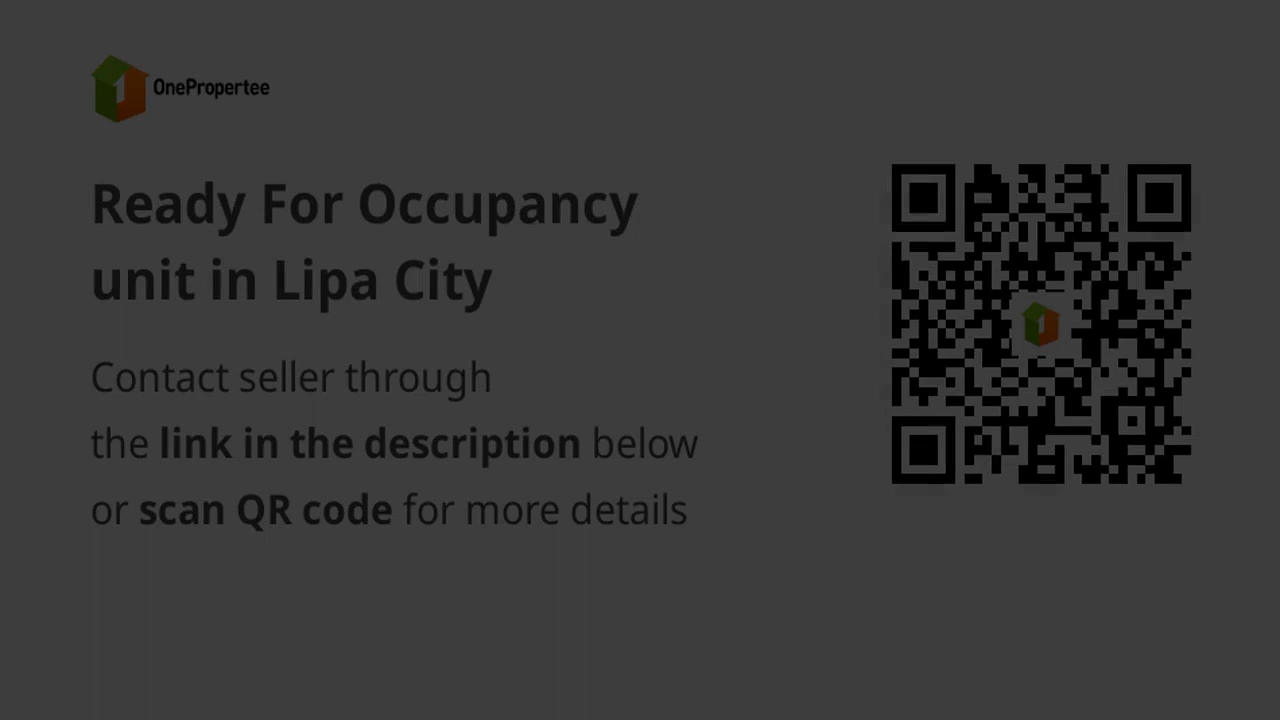 OnePropertee
Ready For Occupancy
unit in Lipa City
Contact seller through
the link in the description below
or scan QR code for more details